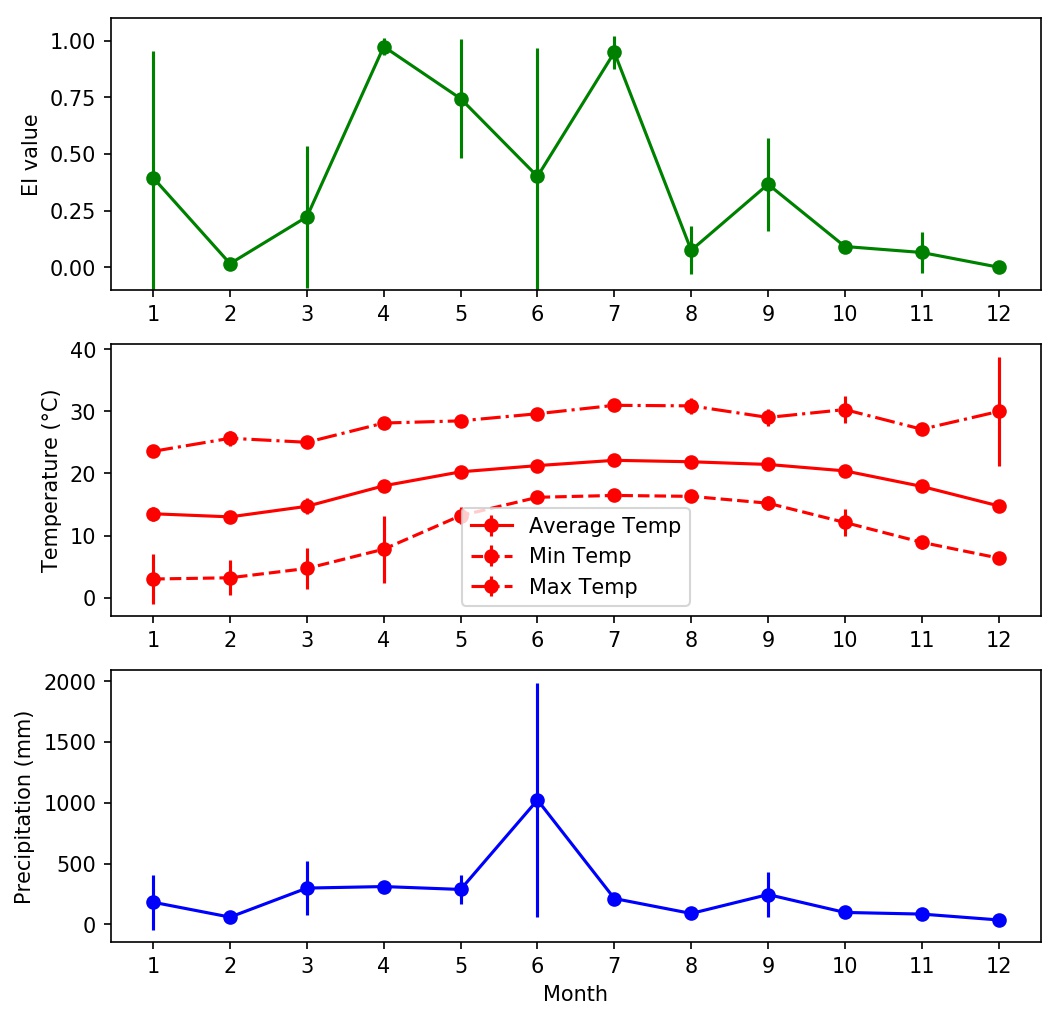 EI value
1.00
0.75
0.50
0.25
0.00
1 2 3 4 5 6 7 8 9 10 11 12
Temperature (°C)
40
30
20
10
0
Average Temp
Min Temp
Max Temp
1 2 3 4 5 6 7 8 9 10 11 12
Precipitation (mm)
2000
1500
1000
500
0
1 2 3 4 5 6 7 8 9 10 11 12
Month